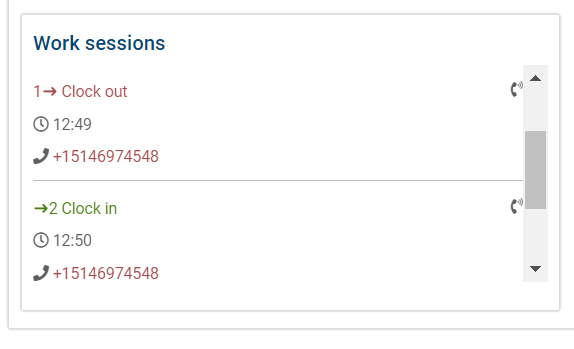 Work sessions
1➔ Clock out
12:49
+15146974548
➔2 Clock in
12:50
+15146974548